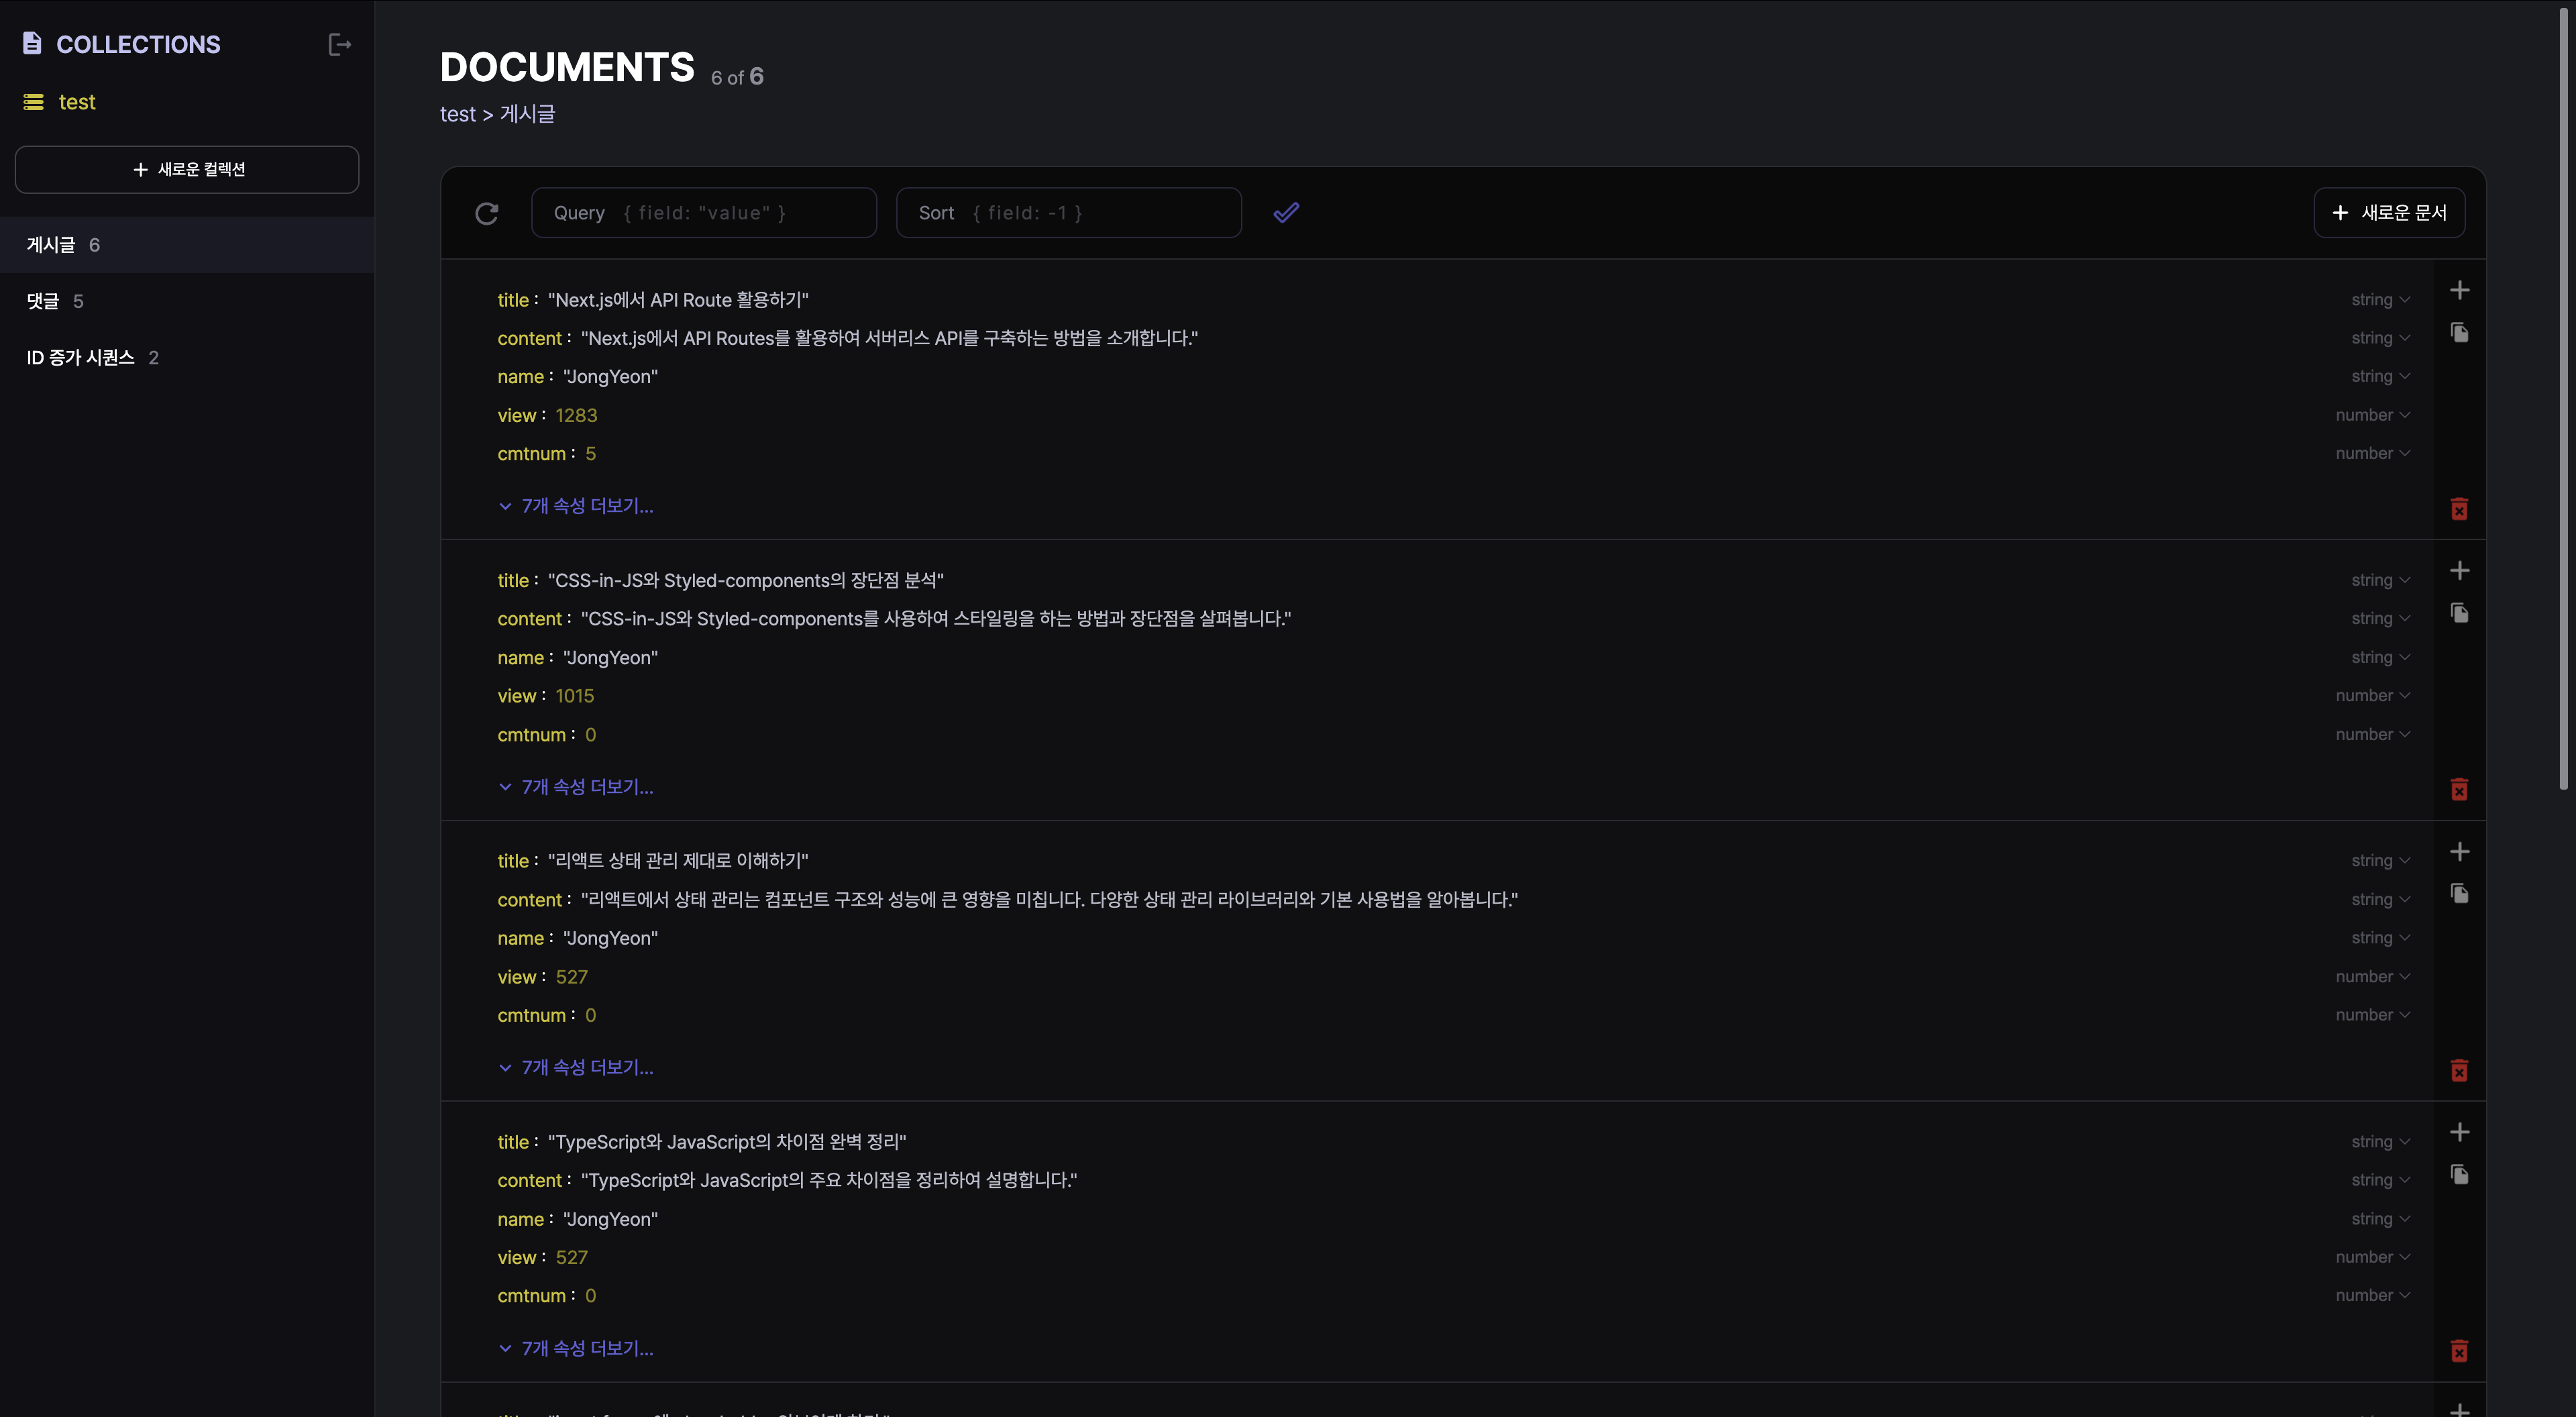 COLLECTIONS
test
+ 새로운 컬렉션
게시글 6
댓글 5
ID 증가 시퀀스 2
DOCUMENTS 6 of 6
test > 게시글
Query { field: "value" } Sort { field: -1 } + 새로운 문서
title : "Next.js에서 API Route 활용하기" string
content : "Next.js에서 API Routes를 활용하여 서버리스 API를 구축하는 방법을 소개합니다." string
name : "JongYeon" string
view : 1283 number
cmtnum : 5 number
7개 속성 더보기...
title : "CSS-in-JS와 Styled-components의 장단점 분석" string
content : "CSS-in-JS와 Styled-components를 사용하여 스타일링을 하는 방법과 장단점을 살펴봅니다." string
name : "JongYeon" string
view : 1015 number
cmtnum : 0 number
7개 속성 더보기...
title : "리액트 상태 관리 제대로 이해하기" string
content : "리액트에서 상태 관리는 컴포넌트 구조와 성능에 큰 영향을 미칩니다. 다양한 상태 관리 라이브러리와 기본 사용법을 알아봅니다." string
name : "JongYeon" string
view : 527 number
cmtnum : 0 number
7개 속성 더보기...
title : "TypeScript와 JavaScript의 차이점 완벽 정리" string
content : "TypeScript와 JavaScript의 주요 차이점을 정리하여 설명합니다." string
name : "JongYeon" string
view : 527 number
cmtnum : 0 number
7개 속성 더보기...